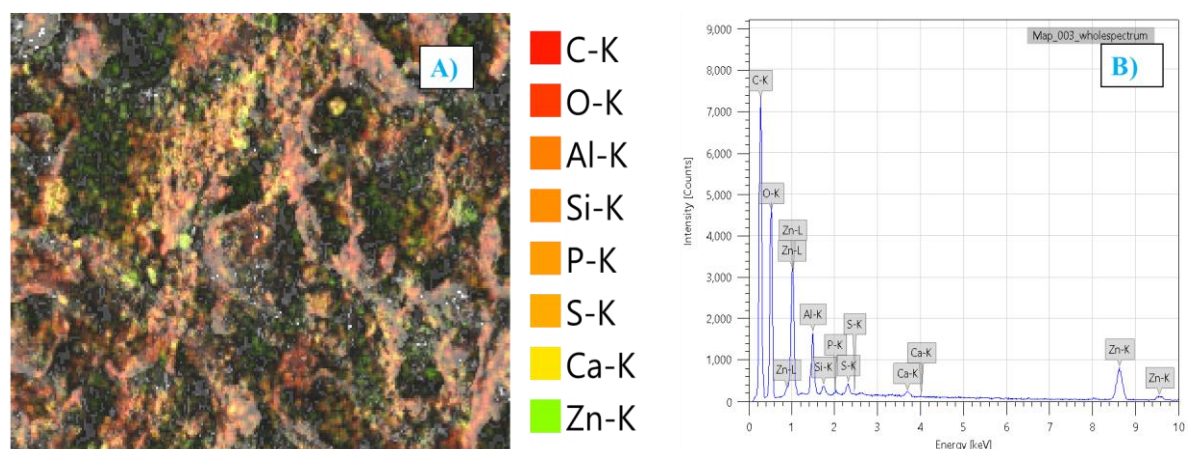 A)
C-K
O-K
Al-K
Si-K
P-K
S-K
Ca-K
Zn-K
Map_003_wholespectrum
B)
9,000
8,000
7,000
6,000
5,000
4,000
3,000
2,000
1,000
0
Intensity [Counts]
C-K
O-K
Zn-L
Zn-L
Zn-L
Al-K
Si-K
P-K
S-K
S-K
Ca-K
Ca-K
Zn-K
Zn-K
0 1 2 3 4 5 6 7 8 9 10
Energy [keV]